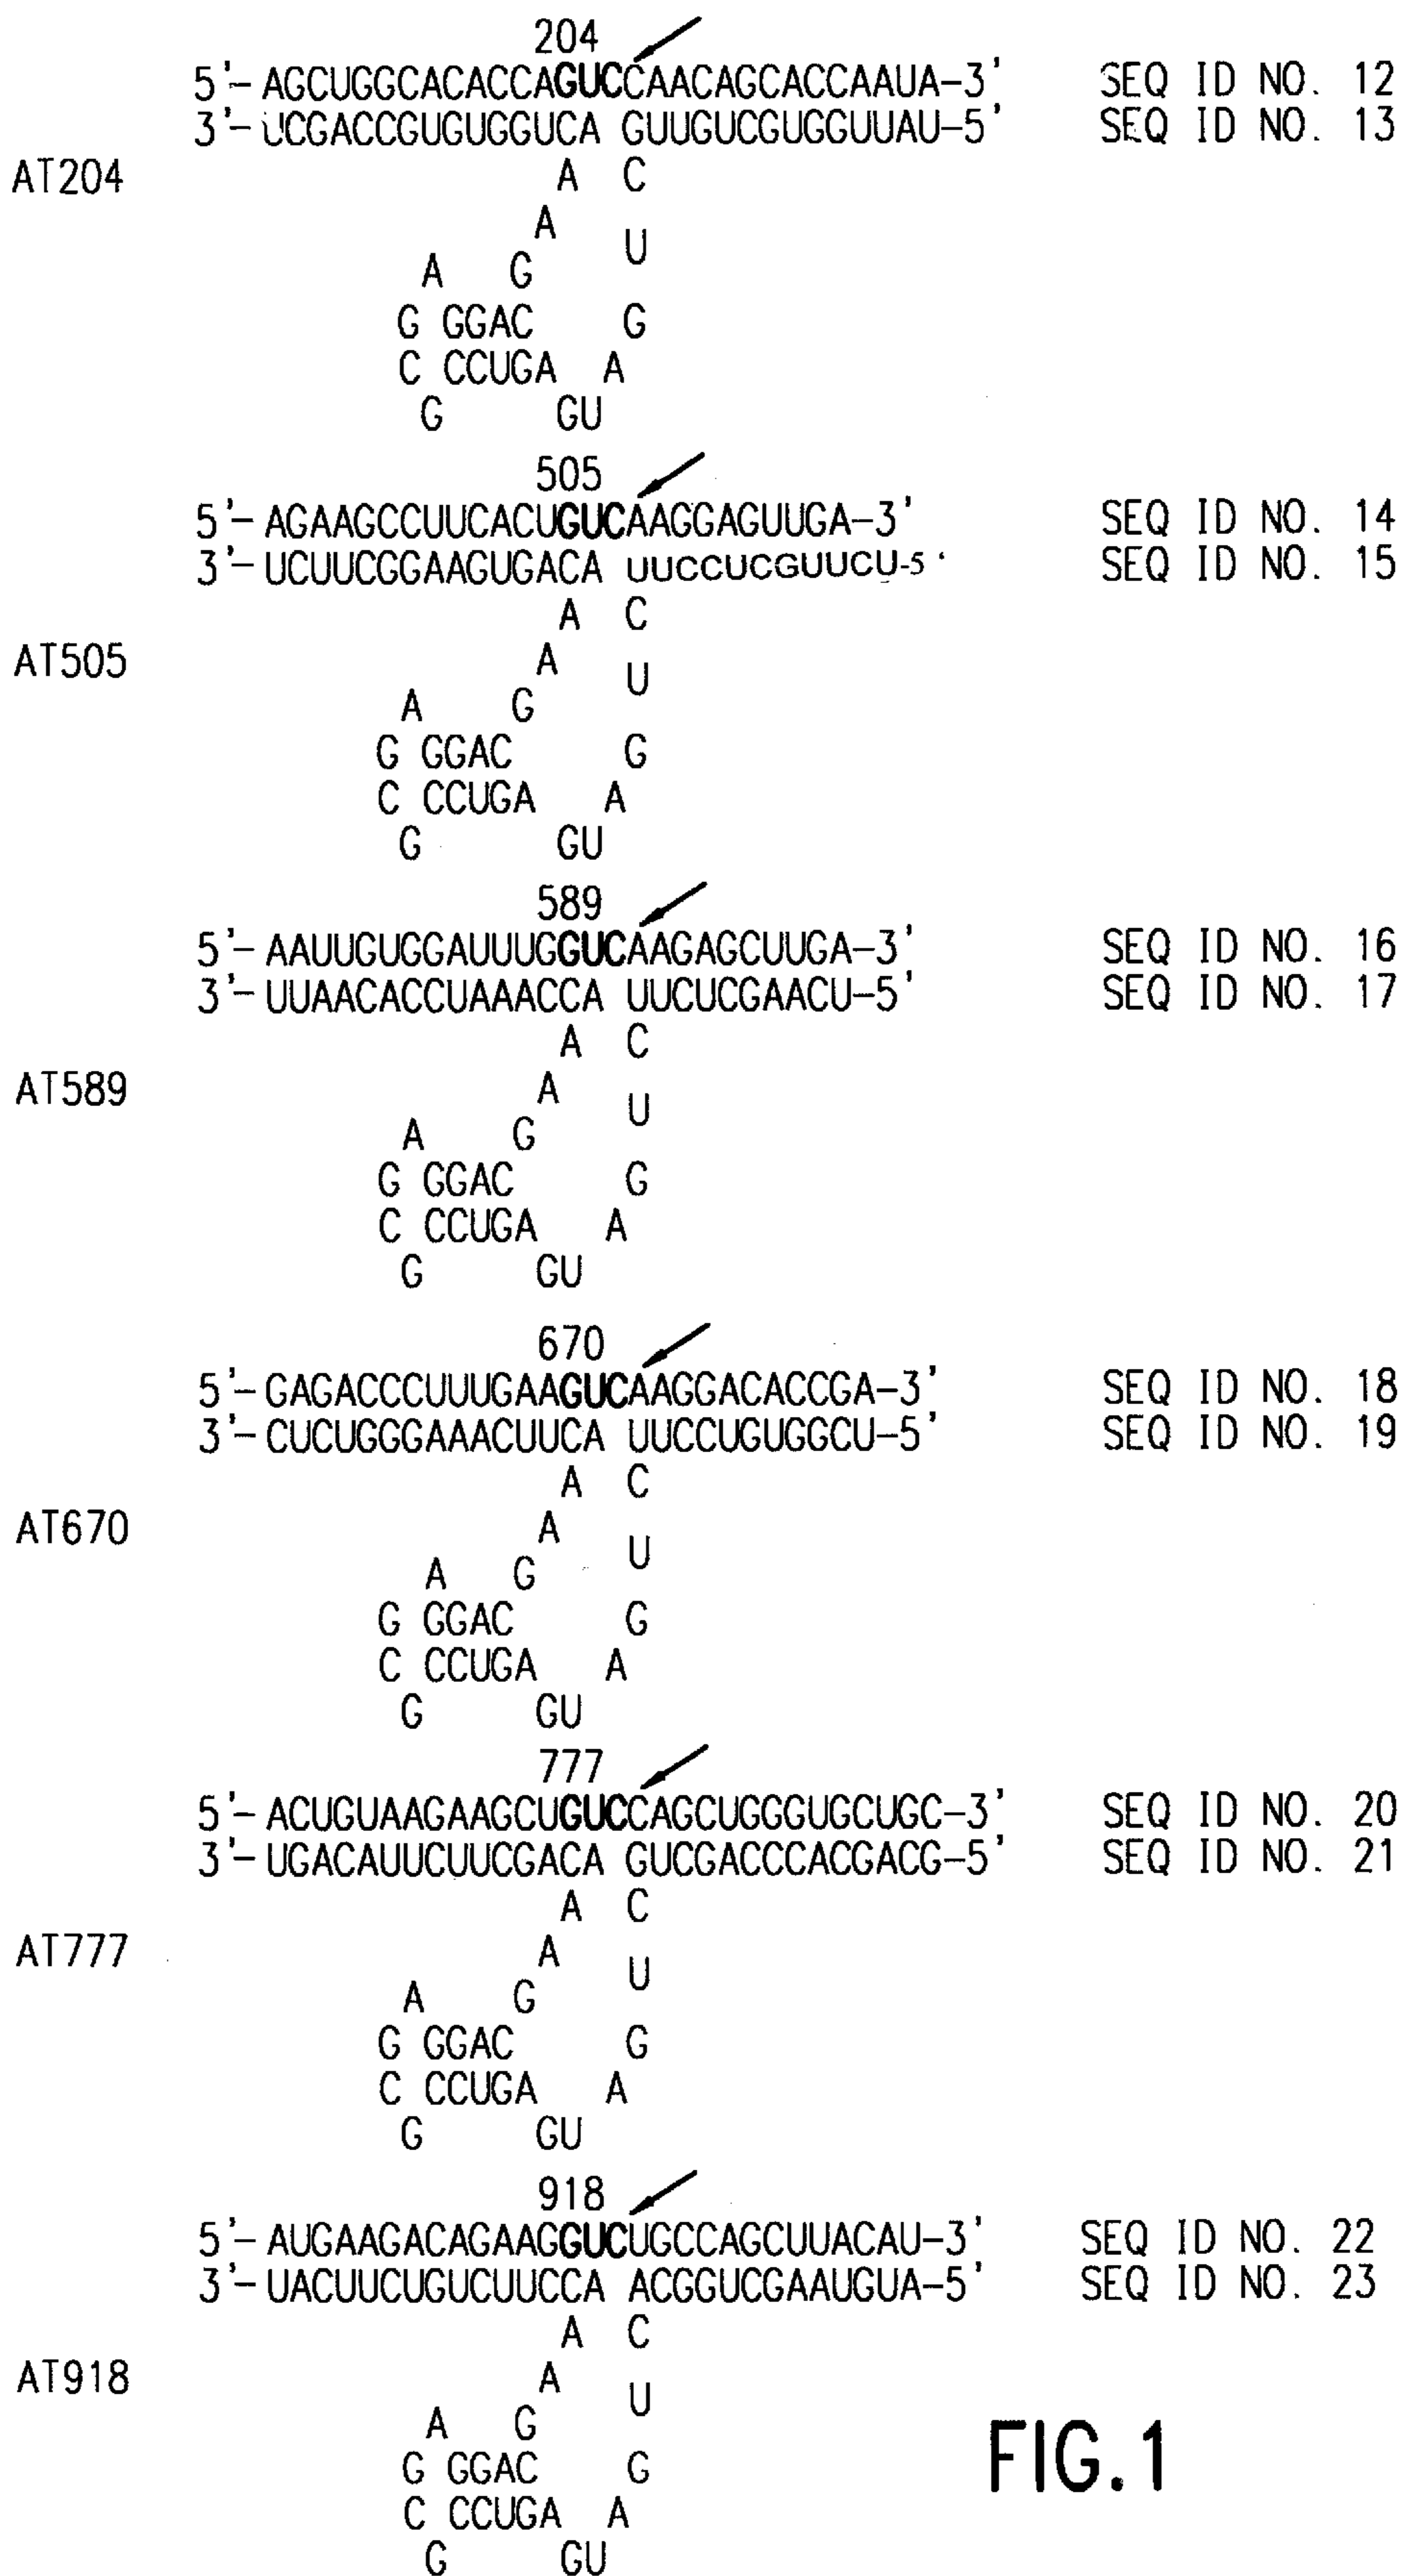 204
5'-AGCUGGCACACCAGUCCAACAGCACCAAUA-3' SEQ ID NO. 12
3'-UCGACCGUGUGGUCA GUUGUCGUGGUUAU-5' SEQ ID NO. 13
AT204 A C
A U
A G
G GGAC G
C CCUGA A
G GU
505
5'-AGAAGCCUUCACUGUCAAGGAGUUGA-3' SEQ ID NO. 14
3'-UCUUCGGAAGUGACA UUCCUCGUUCU-5' SEQ ID NO. 15
A C
AT505 A U
A G
G GGAC G
C CCUGA A
G GU
589
5'-AAUUGUGGAUUUGGUCAAGAGCUUGA-3' SEQ ID NO. 16
3'-UUAACACCUAAACCA UUCUCGAACU-5' SEQ ID NO. 17
A C
AT589 A U
A G
G GGAC G
C CCUGA A
G GU
670
5'-GAGACCCUUUGAAGUCAAGGACACCGA-3' SEQ ID NO. 18
3'-CUCUGGGAAACUUCA UUCCUGUGGCU-5' SEQ ID NO. 19
A C
AT670 A U
A G
G GGAC G
C CCUGA A
G GU
777
5'-ACUGUAAGAAGCUGUCCAGCUGGGUGCUGC-3' SEQ ID NO. 20
3'-UGACAUUCUUCGACA GUCGACCCACGACG-5' SEQ ID NO. 21
A C
AT777 A U
A G
G GGAC G
C CCUGA A
G GU
918
5'-AUGAAGACAGAAGGUCUGCCAGCUUACAU-3' SEQ ID NO. 22
3'-UACUUCUGUCUUCCA ACGGUCGAAUGUA-5' SEQ ID NO. 23
A C
AT918 A U
A G
G GGAC G
C CCUGA A
G GU
FIG.1